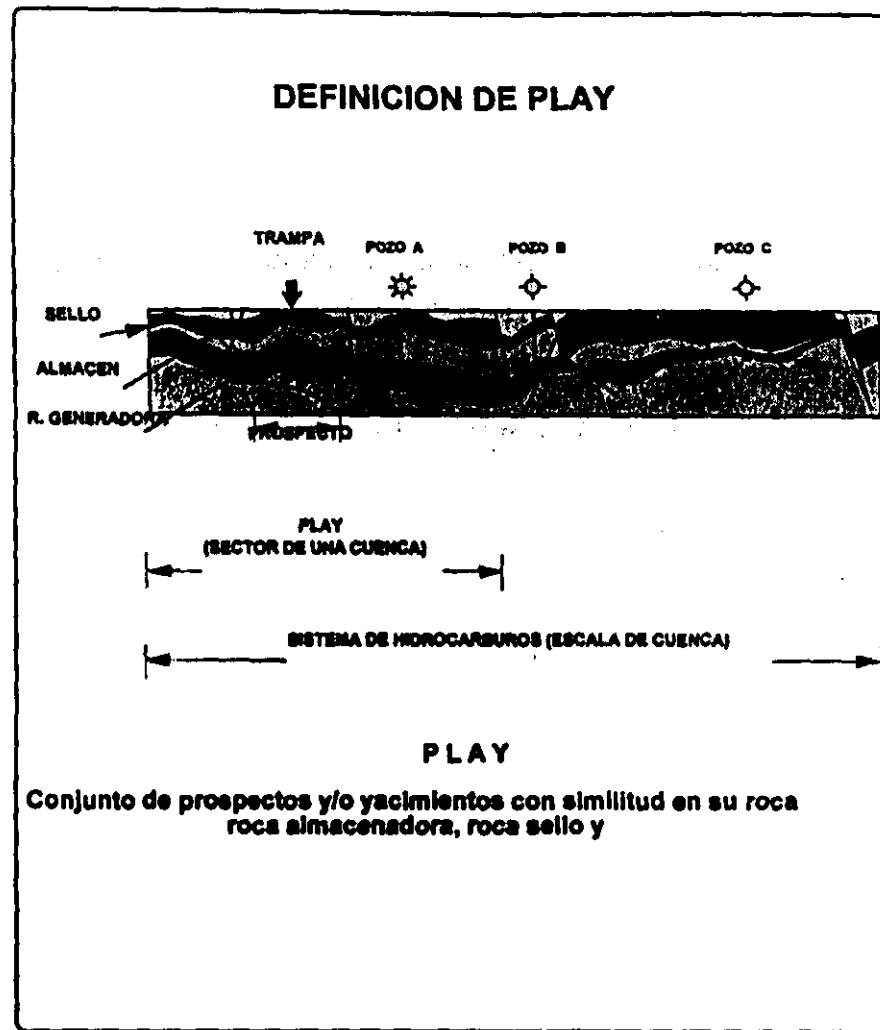 DEFINICION DE PLAY
TRAMPA
POZO A
POZO B
POZO C
SELLO
ALMACEN
R. GENERADORA
PROSPECTO
PLAY
(SECTOR DE UNA CUENCA)
SISTEMA DE HIDROCARBUROS (ESCALA DE CUENCA)
PLAY
Conjunto de prospectos y/o yacimientos con similitud en su roca
roca almacenadora, roca sello y